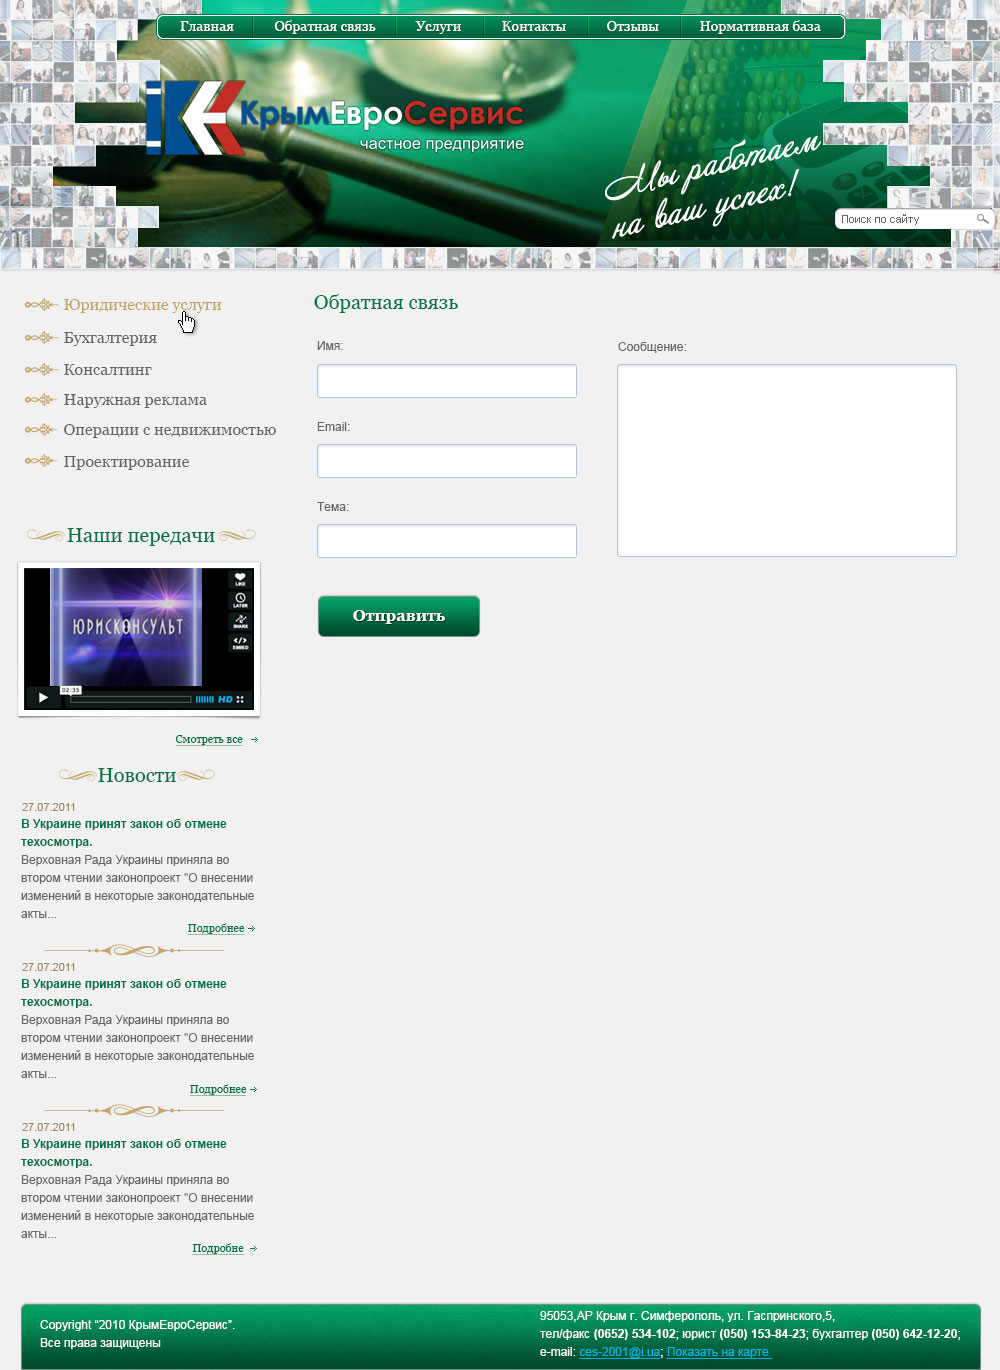 Главная Обратная связь Услуги Контакты Отзывы Нормативная база
КрымЕвроСервис
частное предприятие
Мы работаем
на ваш успех!
Поиск по сайту
Юридические услуги
Бухгалтерия
Консалтинг
Наружная реклама
Операции с недвижимостью
Проектирование
Обратная связь
Имя:
Email:
Тема:
Сообщение:
Отправить
Наши передачи
LIKE
LATER
SHARE
EMBED
ЮРИСКОНСУЛЬТ
02:35
HD
Смотреть все
Новости
27.07.2011
В Украине принят закон об отмене
техосмотра.
Верховная Рада Украины приняла во
втором чтении законопроект "О внесении
изменений в некоторые законодательные
акты...
Подробнее
27.07.2011
В Украине принят закон об отмене
техосмотра.
Верховная Рада Украины приняла во
втором чтении законопроект "О внесении
изменений в некоторые законодательные
акты...
Подробнее
27.07.2011
В Украине принят закон об отмене
техосмотра.
Верховная Рада Украины приняла во
втором чтении законопроект "О внесении
изменений в некоторые законодательные
акты...
Подробне
Copyright “2010 КрымЕвроСервис”.
Все права защищены
95053,АР Крым г. Симферополь, ул. Гаспринского,5,
тел/факс (0652) 534-102; юрист (050) 153-84-23; бухгалтер (050) 642-12-20;
e-mail: ces-2001@i.ua; Показать на карте